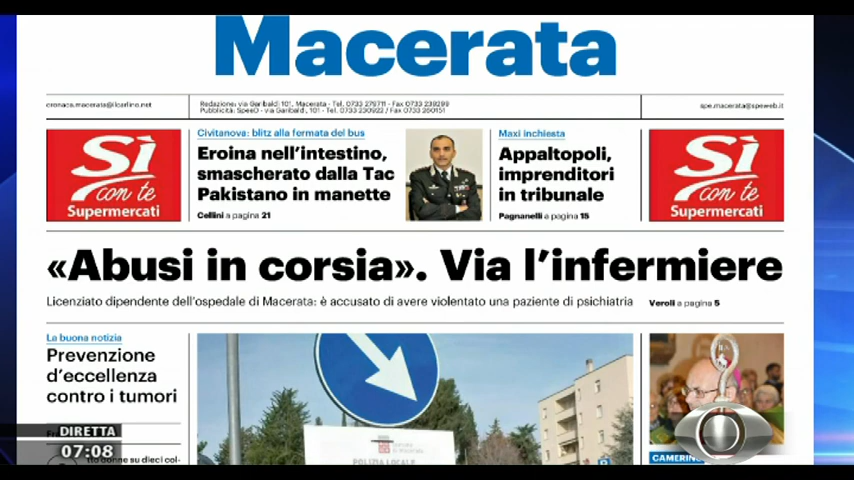 Macerata
cronaca.macerata@ilcarlino.net
Redazione: via Garibaldi 101, Macerata - Tel. 0733 279711 - Fax 0733 239299
Pubblicità: SpeeD - via Garibaldi, 101 - Tel. 0733 230922 / Fax 0733 260151
spe.macerata@speweb.it
Sì
con te
Supermercati
Civitanova: blitz alla fermata del bus
Eroina nell'intestino,
smascherato dalla Tac
Pakistano in manette
Cellini a pagina 21
Maxi inchiesta
Appaltopoli,
imprenditori
in tribunale
Pagnanelli a pagina 15
Sì
con te
Supermercati
«Abusi in corsia». Via l'infermiere
Licenziato dipendente dell'ospedale di Macerata: è accusato di avere violentato una paziente di psichiatria
Veroli a pagina 5
La buona notizia
Prevenzione
d'eccellenza
contro i tumori
POLIZIA LOCALE
DIRETTA
07:08
donne su dieci col-